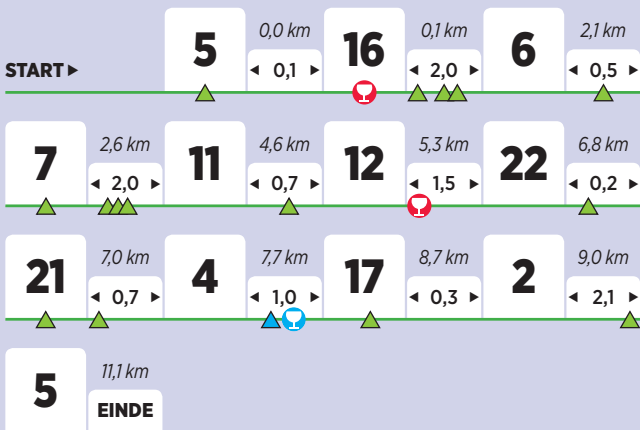 START ▶ 5 0,0 km ◄ 0,1 ► 16 0,1 km ◄ 2,0 ► 6 2,1 km ◄ 0,5 ►
7 2,6 km ◄ 2,0 ► 11 4,6 km ◄ 0,7 ► 12 5,3 km ◄ 1,5 ► 22 6,8 km ◄ 0,2 ►
21 7,0 km ◄ 0,7 ► 4 7,7 km ◄ 1,0 ► 17 8,7 km ◄ 0,3 ► 2 9,0 km ◄ 2,1 ►
5 11,1 km EINDE